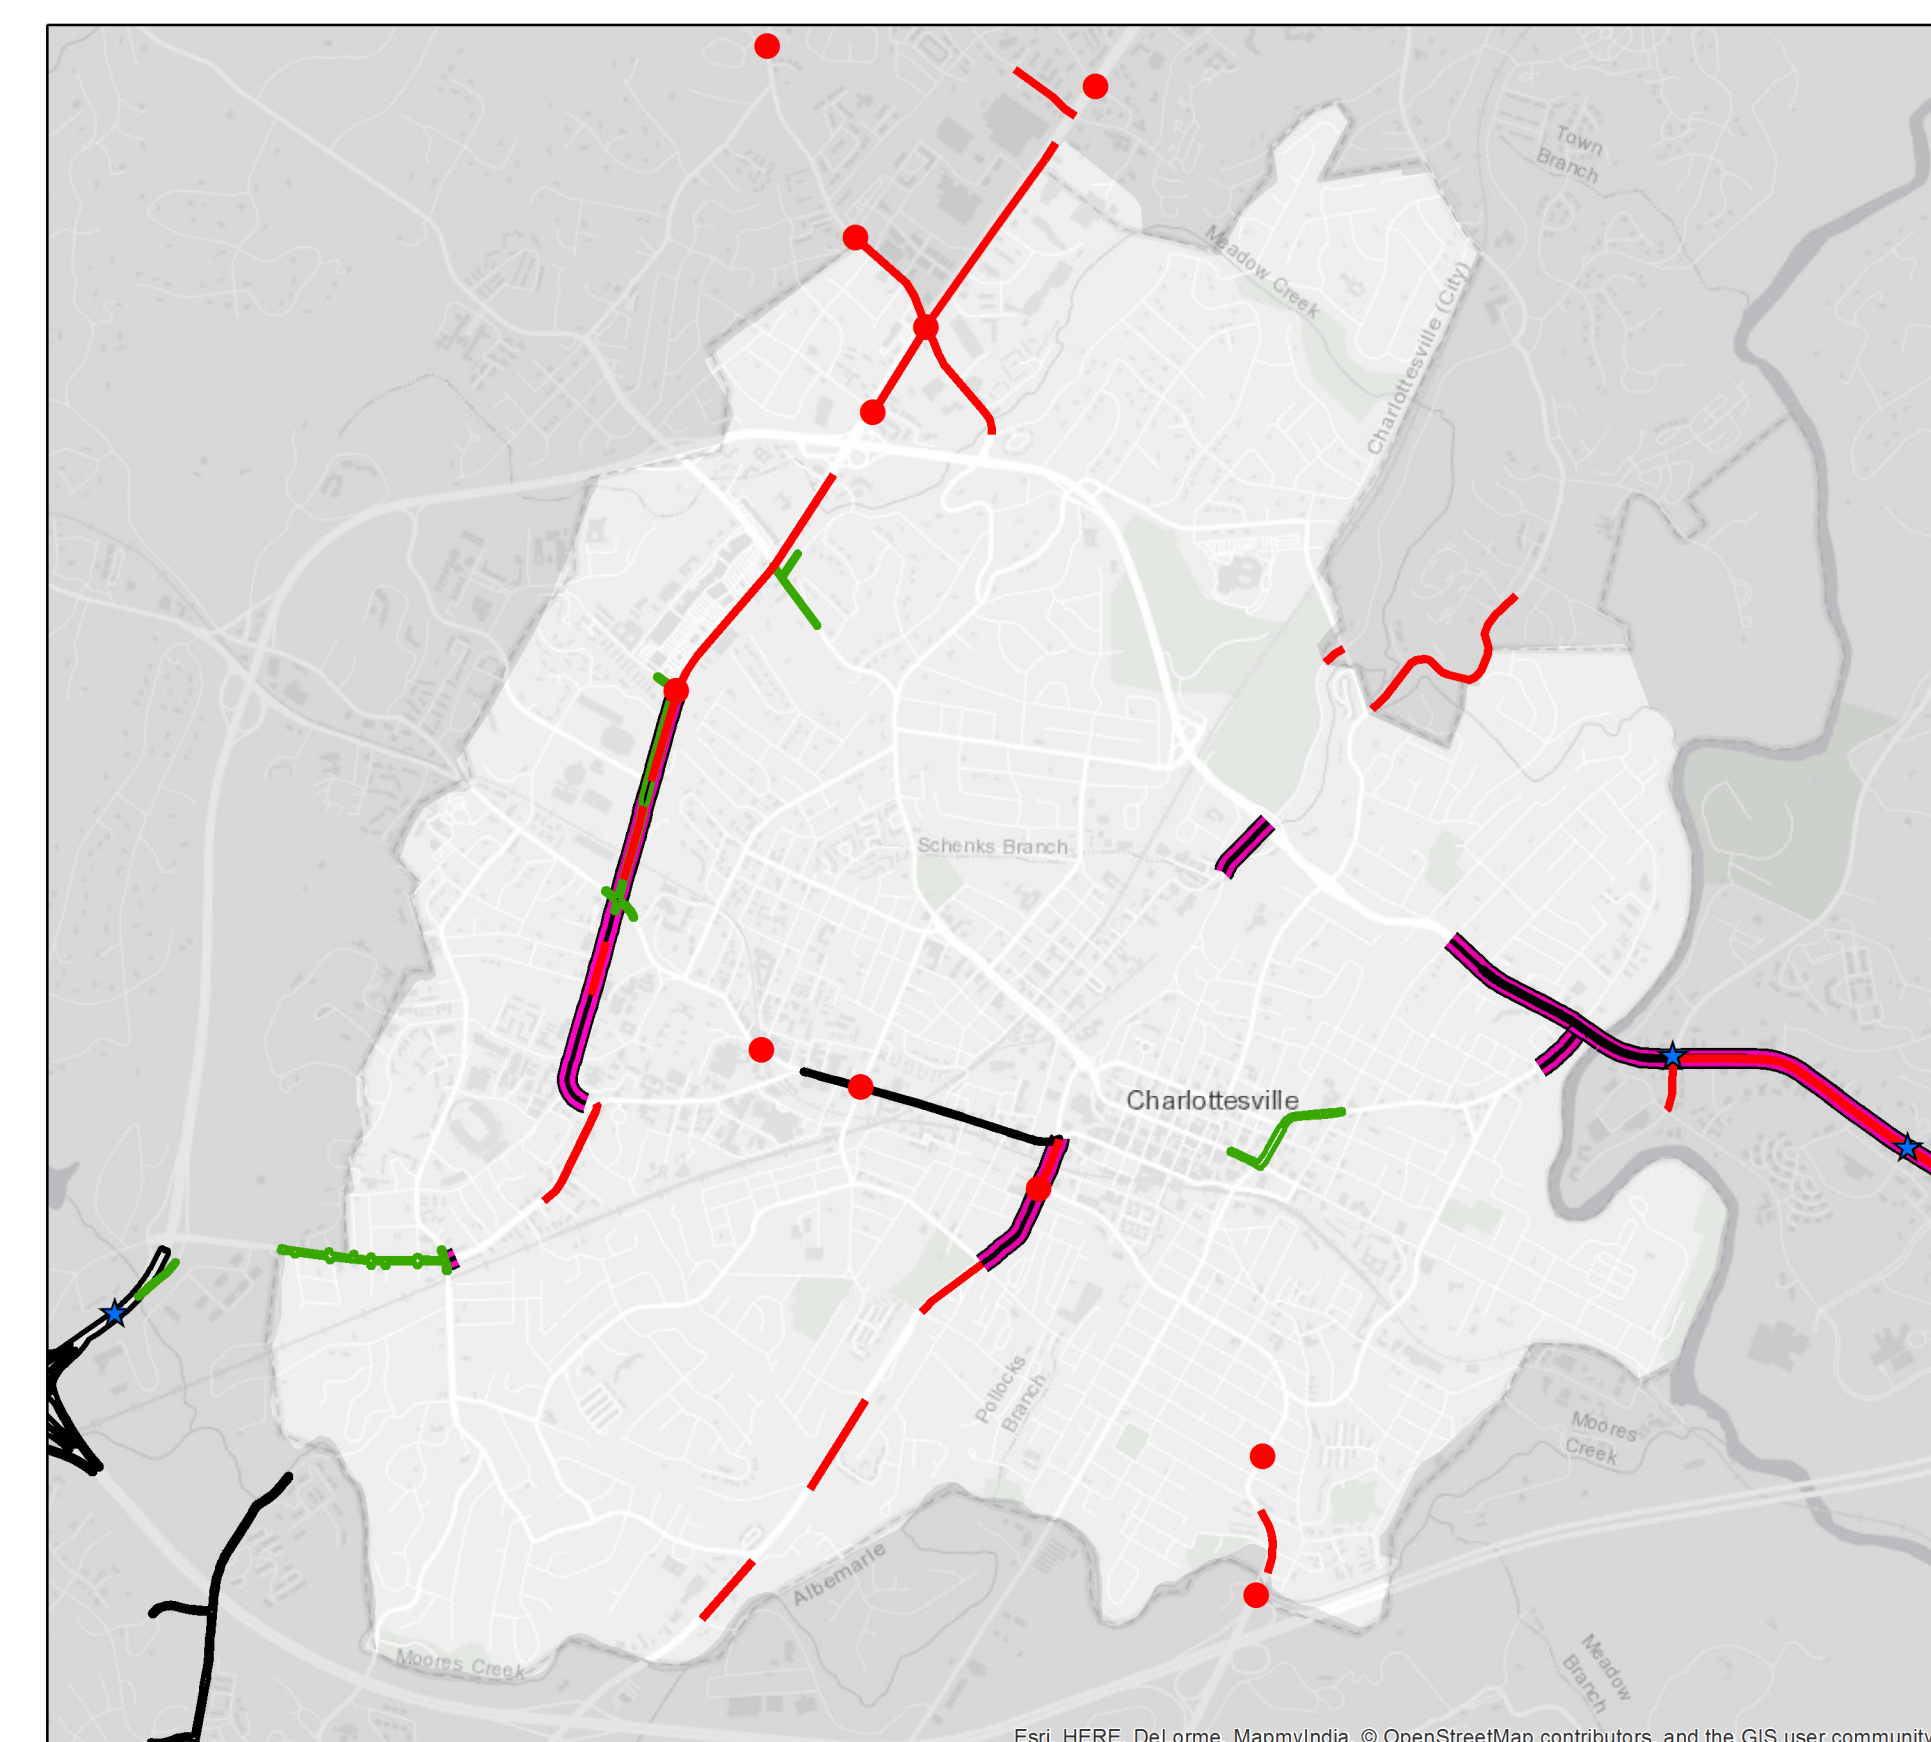 Town
Branch
Meadow Creek
Charlottesville (City)
Schenks Branch
Charlottesville
Pollocks
Branch
Moores
Creek
Albemarle
Moores Creek
Meadow
Branch
Esri, HERE, DeLorme, MapmyIndia, © OpenStreetMap contributors, and the GIS user community